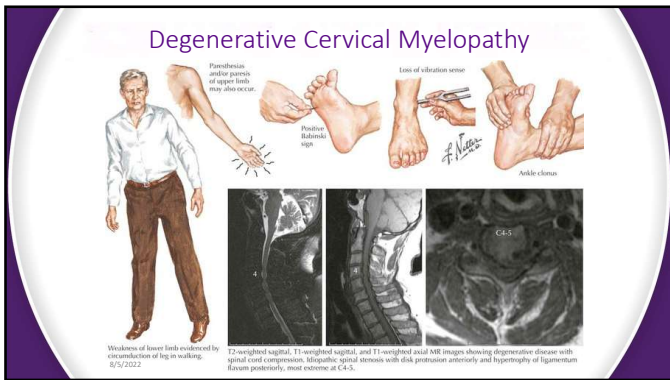 Degenerative Cervical Myelopathy
Paresthesias
and/or paresis
of upper limb
may also occur.
Positive
Babinski
sign
Loss of vibration sense
F. Netter
M.D.
Ankle clonus
4
4
C4-5
Weakness of lower limb evidenced by
circumduction of leg in walking.
8/5/2022
T2-weighted sagittal, T1-weighted sagittal, and T1-weighted axial MR images showing degenerative disease with
spinal cord compression. Idiopathic spinal stenosis with disk protrusion anteriorly and hypertrophy of ligamentum
flavum posteriorly, most extreme at C4-5.